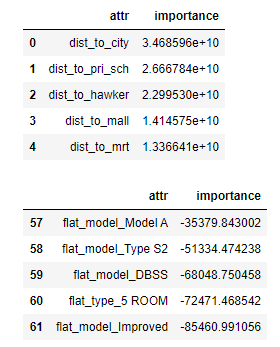 attr importance
0 dist_to_city 3.468596e+10
1 dist_to_pri_sch 2.666784e+10
2 dist_to_hawker 2.299530e+10
3 dist_to_mall 1.414575e+10
4 dist_to_mrt 1.336641e+10
attr importance
57 flat_model_Model A -35379.843002
58 flat_model_Type S2 -51334.474238
59 flat_model_DBSS -68048.750458
60 flat_type_5 ROOM -72471.468542
61 flat_model_Improved -85460.991056